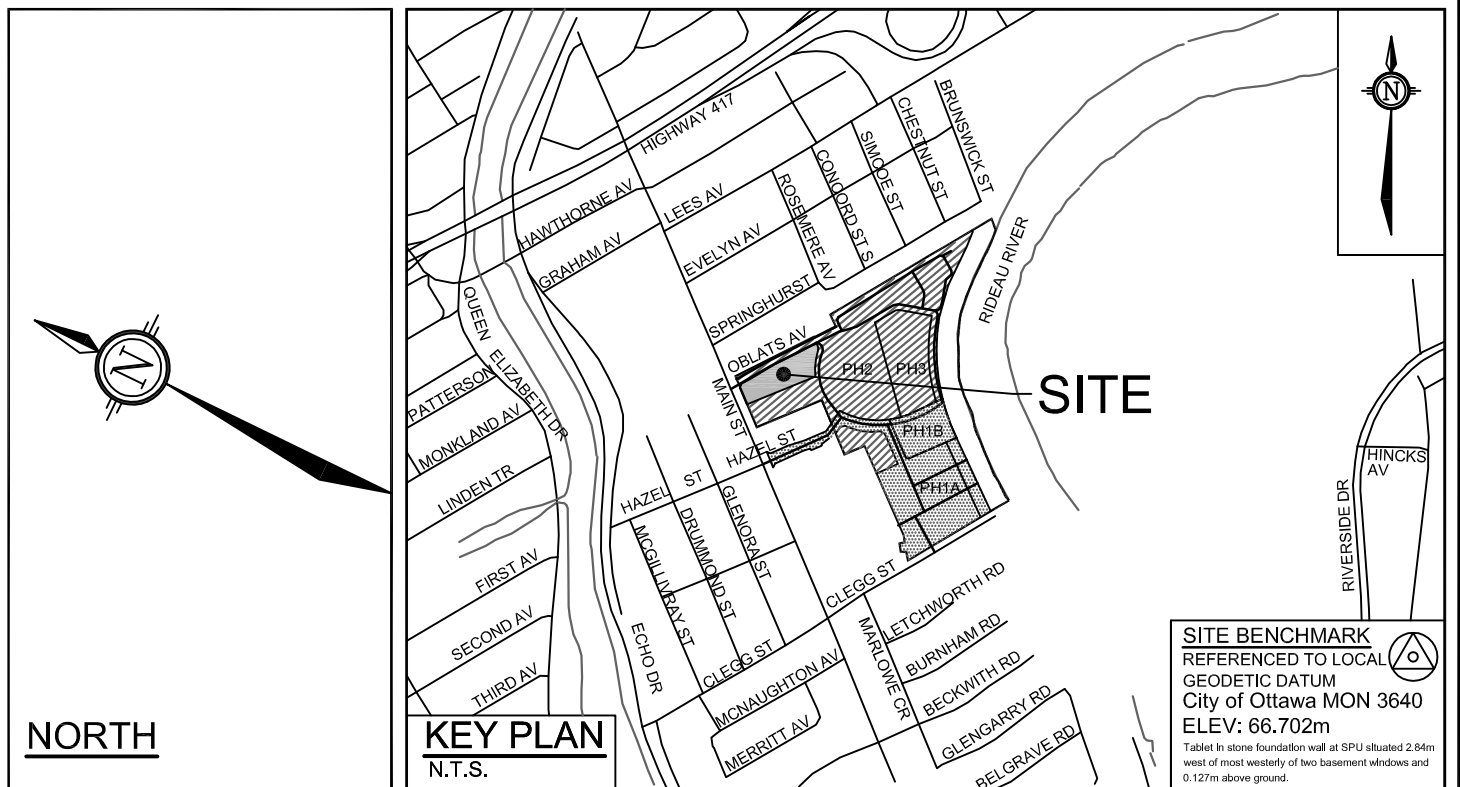 N
NORTH
HIGHWAY 417
HAWTHORNE AV
GRAHAM AV
LEES AV
EVELYN AV
SPRINGHURST
OBLATS AV
ROSEMERE AV
CONCORD ST S
SIMCOE ST
CHESTNUT ST
BRUNSWICK ST
RIDEAU RIVER
N
QUEEN ELIZABETH DR
PATTERSON
MONKLAND AV
LINDEN TR
FIRST AV
SECOND AV
THIRD AV
MAIN ST
HAZEL ST
HAZEL ST
PH2
PH3
PH1B
PH1A
SITE
GLENORA ST
DRUMMOND ST
MCGILLIVRAY ST
ECHO DR
CLEGG ST
CLEGG ST
MCNAUGHTON AV
MERRITT AV
MARLOWE CR
LETCHWORTH RD
BURNHAM RD
BECKWITH RD
GLENGARRY RD
BELGRAVE RD
RIVERSIDE DR
HINCKS
AV
KEY PLAN
N.T.S.
SITE BENCHMARK
REFERENCED TO LOCAL
GEODETIC DATUM
City of Ottawa MON 3640
ELEV: 66.702m
Tablet in stone foundation wall at SPU situated 2.84m
west of most westerly of two basement windows and
0.127m above ground.